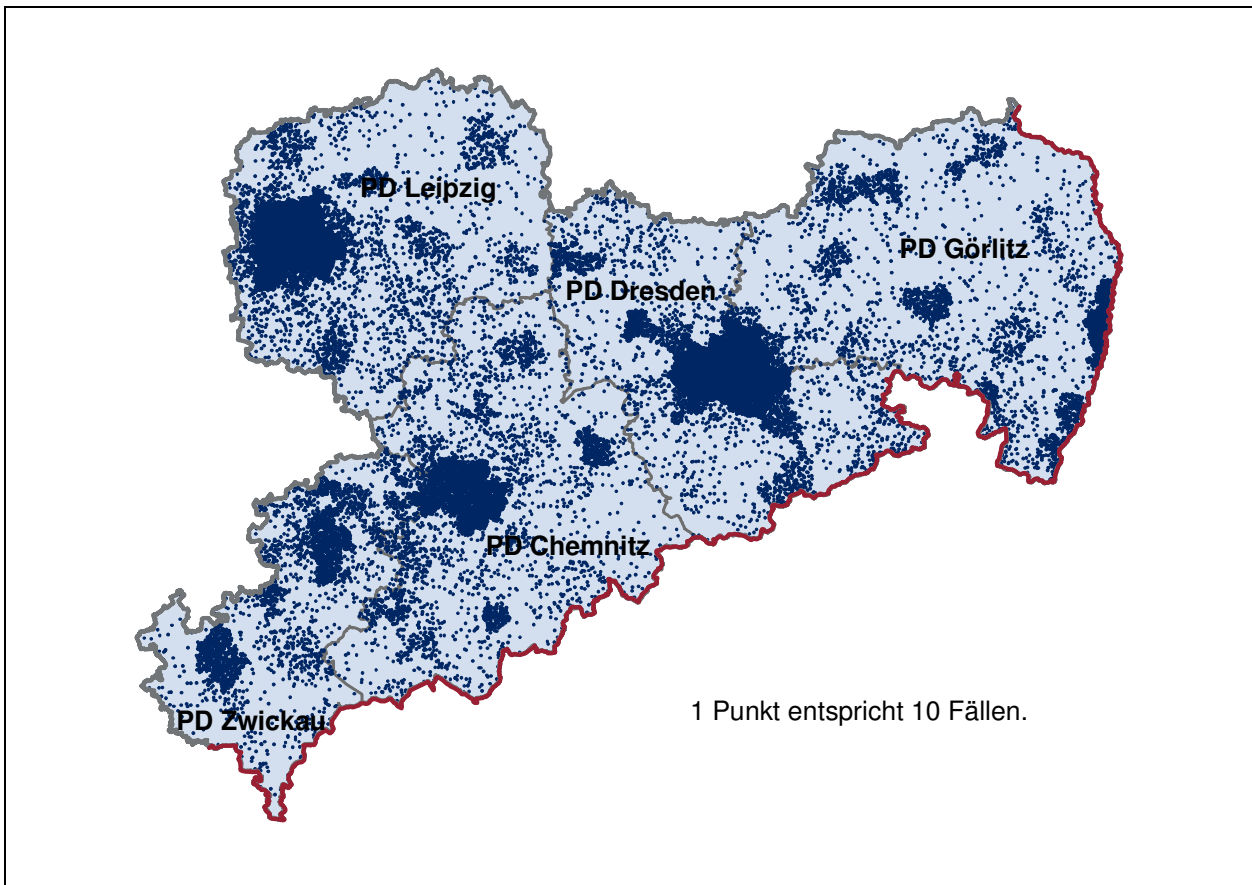 PD Leipzig
PD Görlitz
PD Dresden
PD Chemnitz
PD Zwickau
1 Punkt entspricht 10 Fällen.